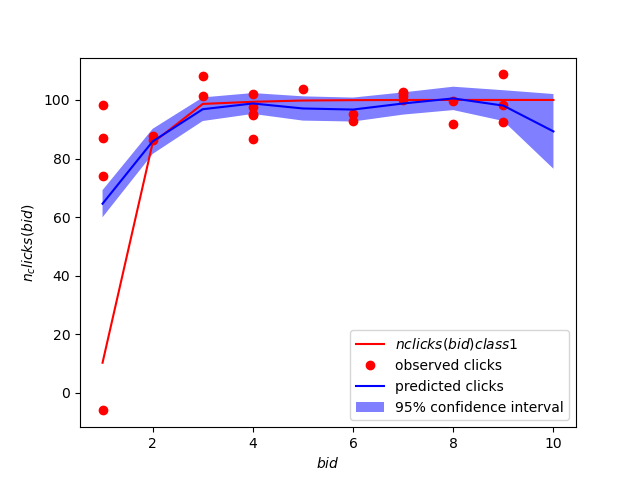 100
80
60
40
20
0
n_clicks(bid)
2
4
6
8
10
bid
nclicks(bid)class1
observed clicks
predicted clicks
95% confidence interval